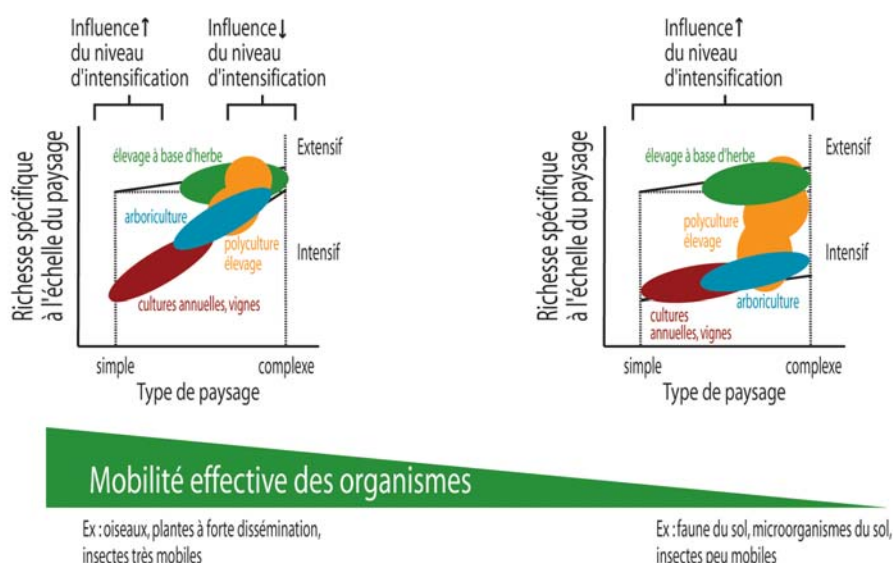 Influence↑
du niveau
d'intensification
Influence↓
du niveau
d'intensification
Richesse spécifique
à l'échelle du paysage
élevage à base d'herbe
arboriculture
polyculture
élevage
cultures annuelles, vignes
Extensif
Intensif
simple
complexe
Type de paysage
Influence↑
du niveau
d'intensification
Richesse spécifique
à l'échelle du paysage
élevage à base d'herbe
polyculture
élevage
arboriculture
cultures
annuelles, vignes
Extensif
Intensif
simple
complexe
Type de paysage
Mobilité effective des organismes
Ex : oiseaux, plantes à forte dissémination,
insectes très mobiles
Ex : faune du sol, microorganismes du sol,
insectes peu mobiles